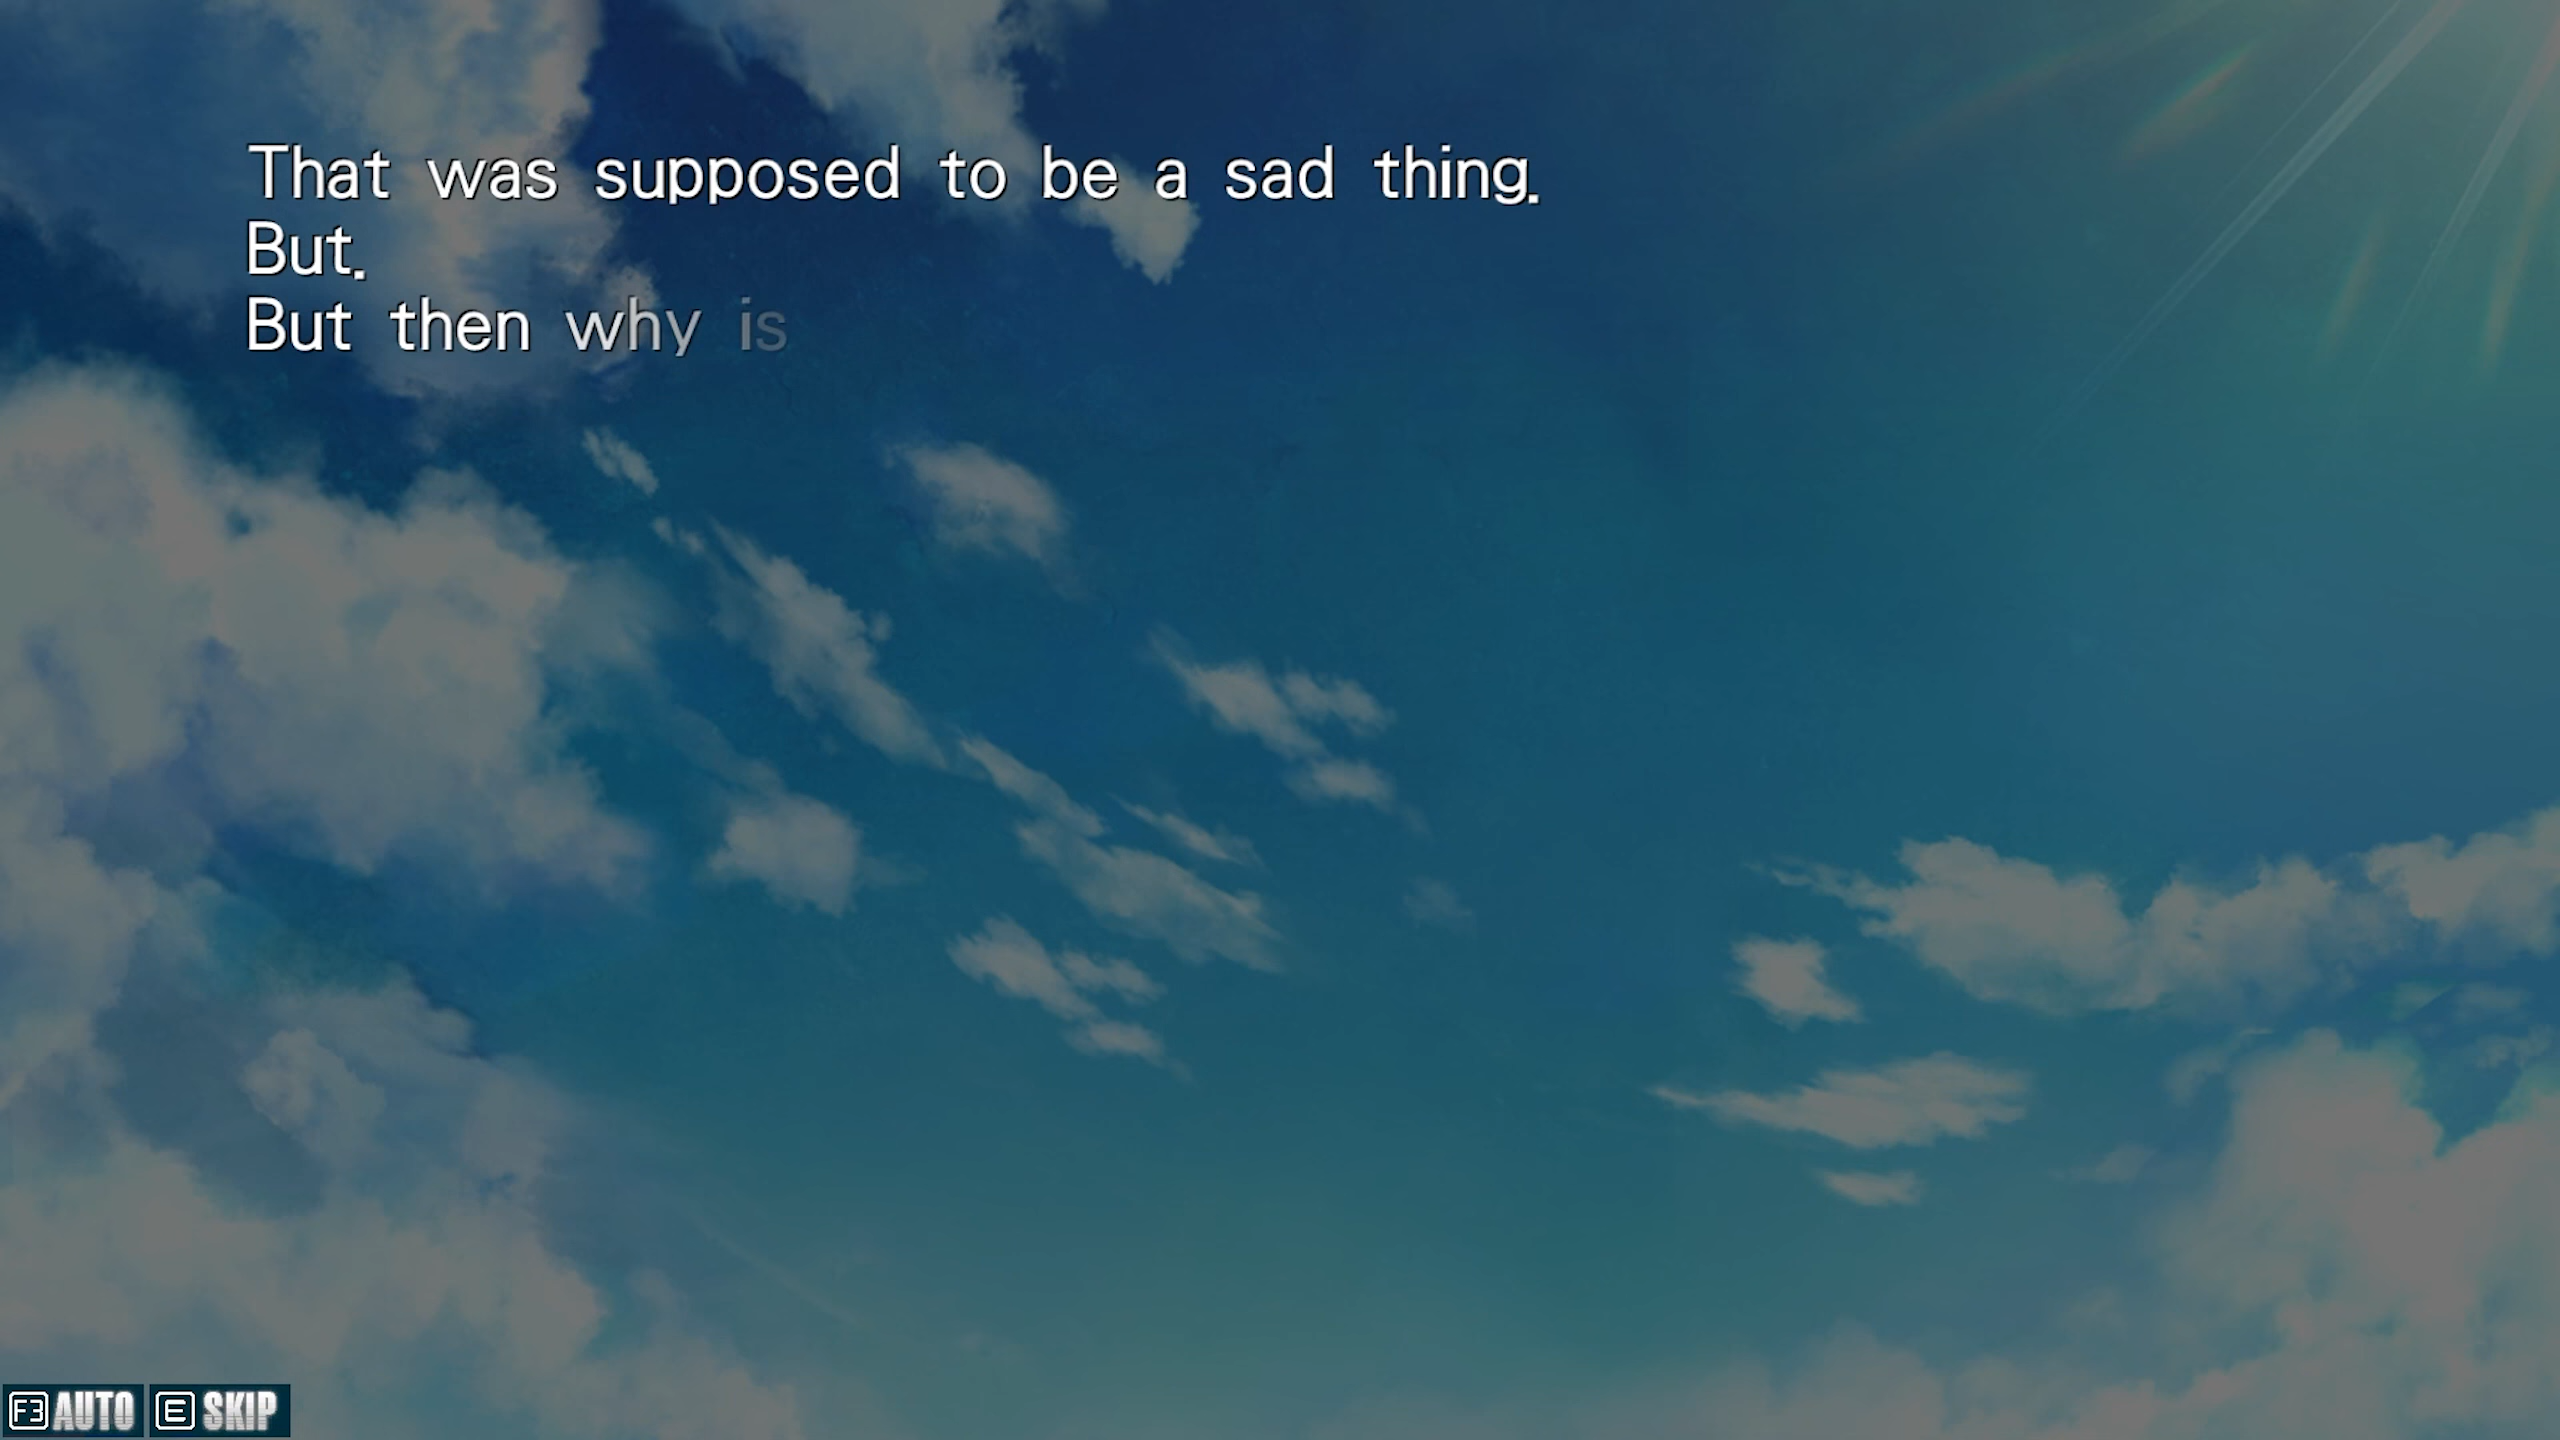 That was supposed to be a sad thing.
But.
But then why is
F3 AUTO E SKIP